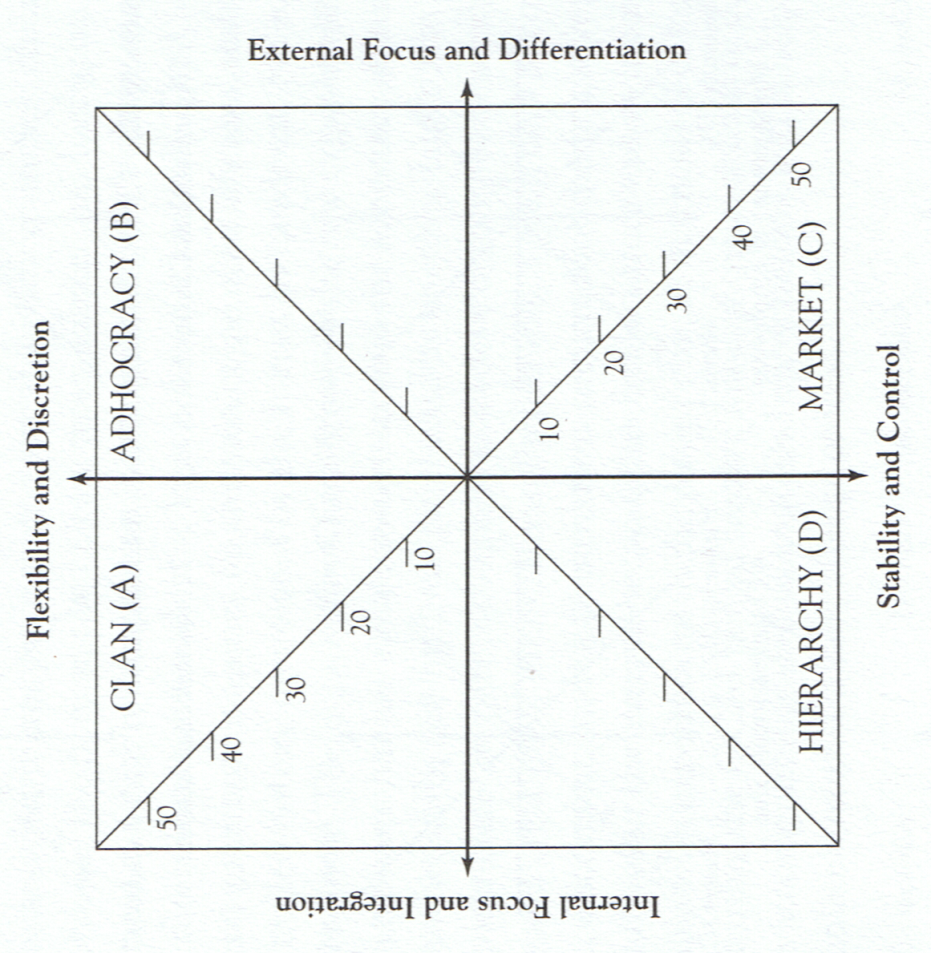 Flexibility and Discretion
CLAN (A)
ADHOCRACY (B)
50
40
30
20
10
Internal Focus and Integration
External Focus and Differentiation
10
20
30
40
50
HIERARCHY (D)
MARKET (C)
Stability and Control